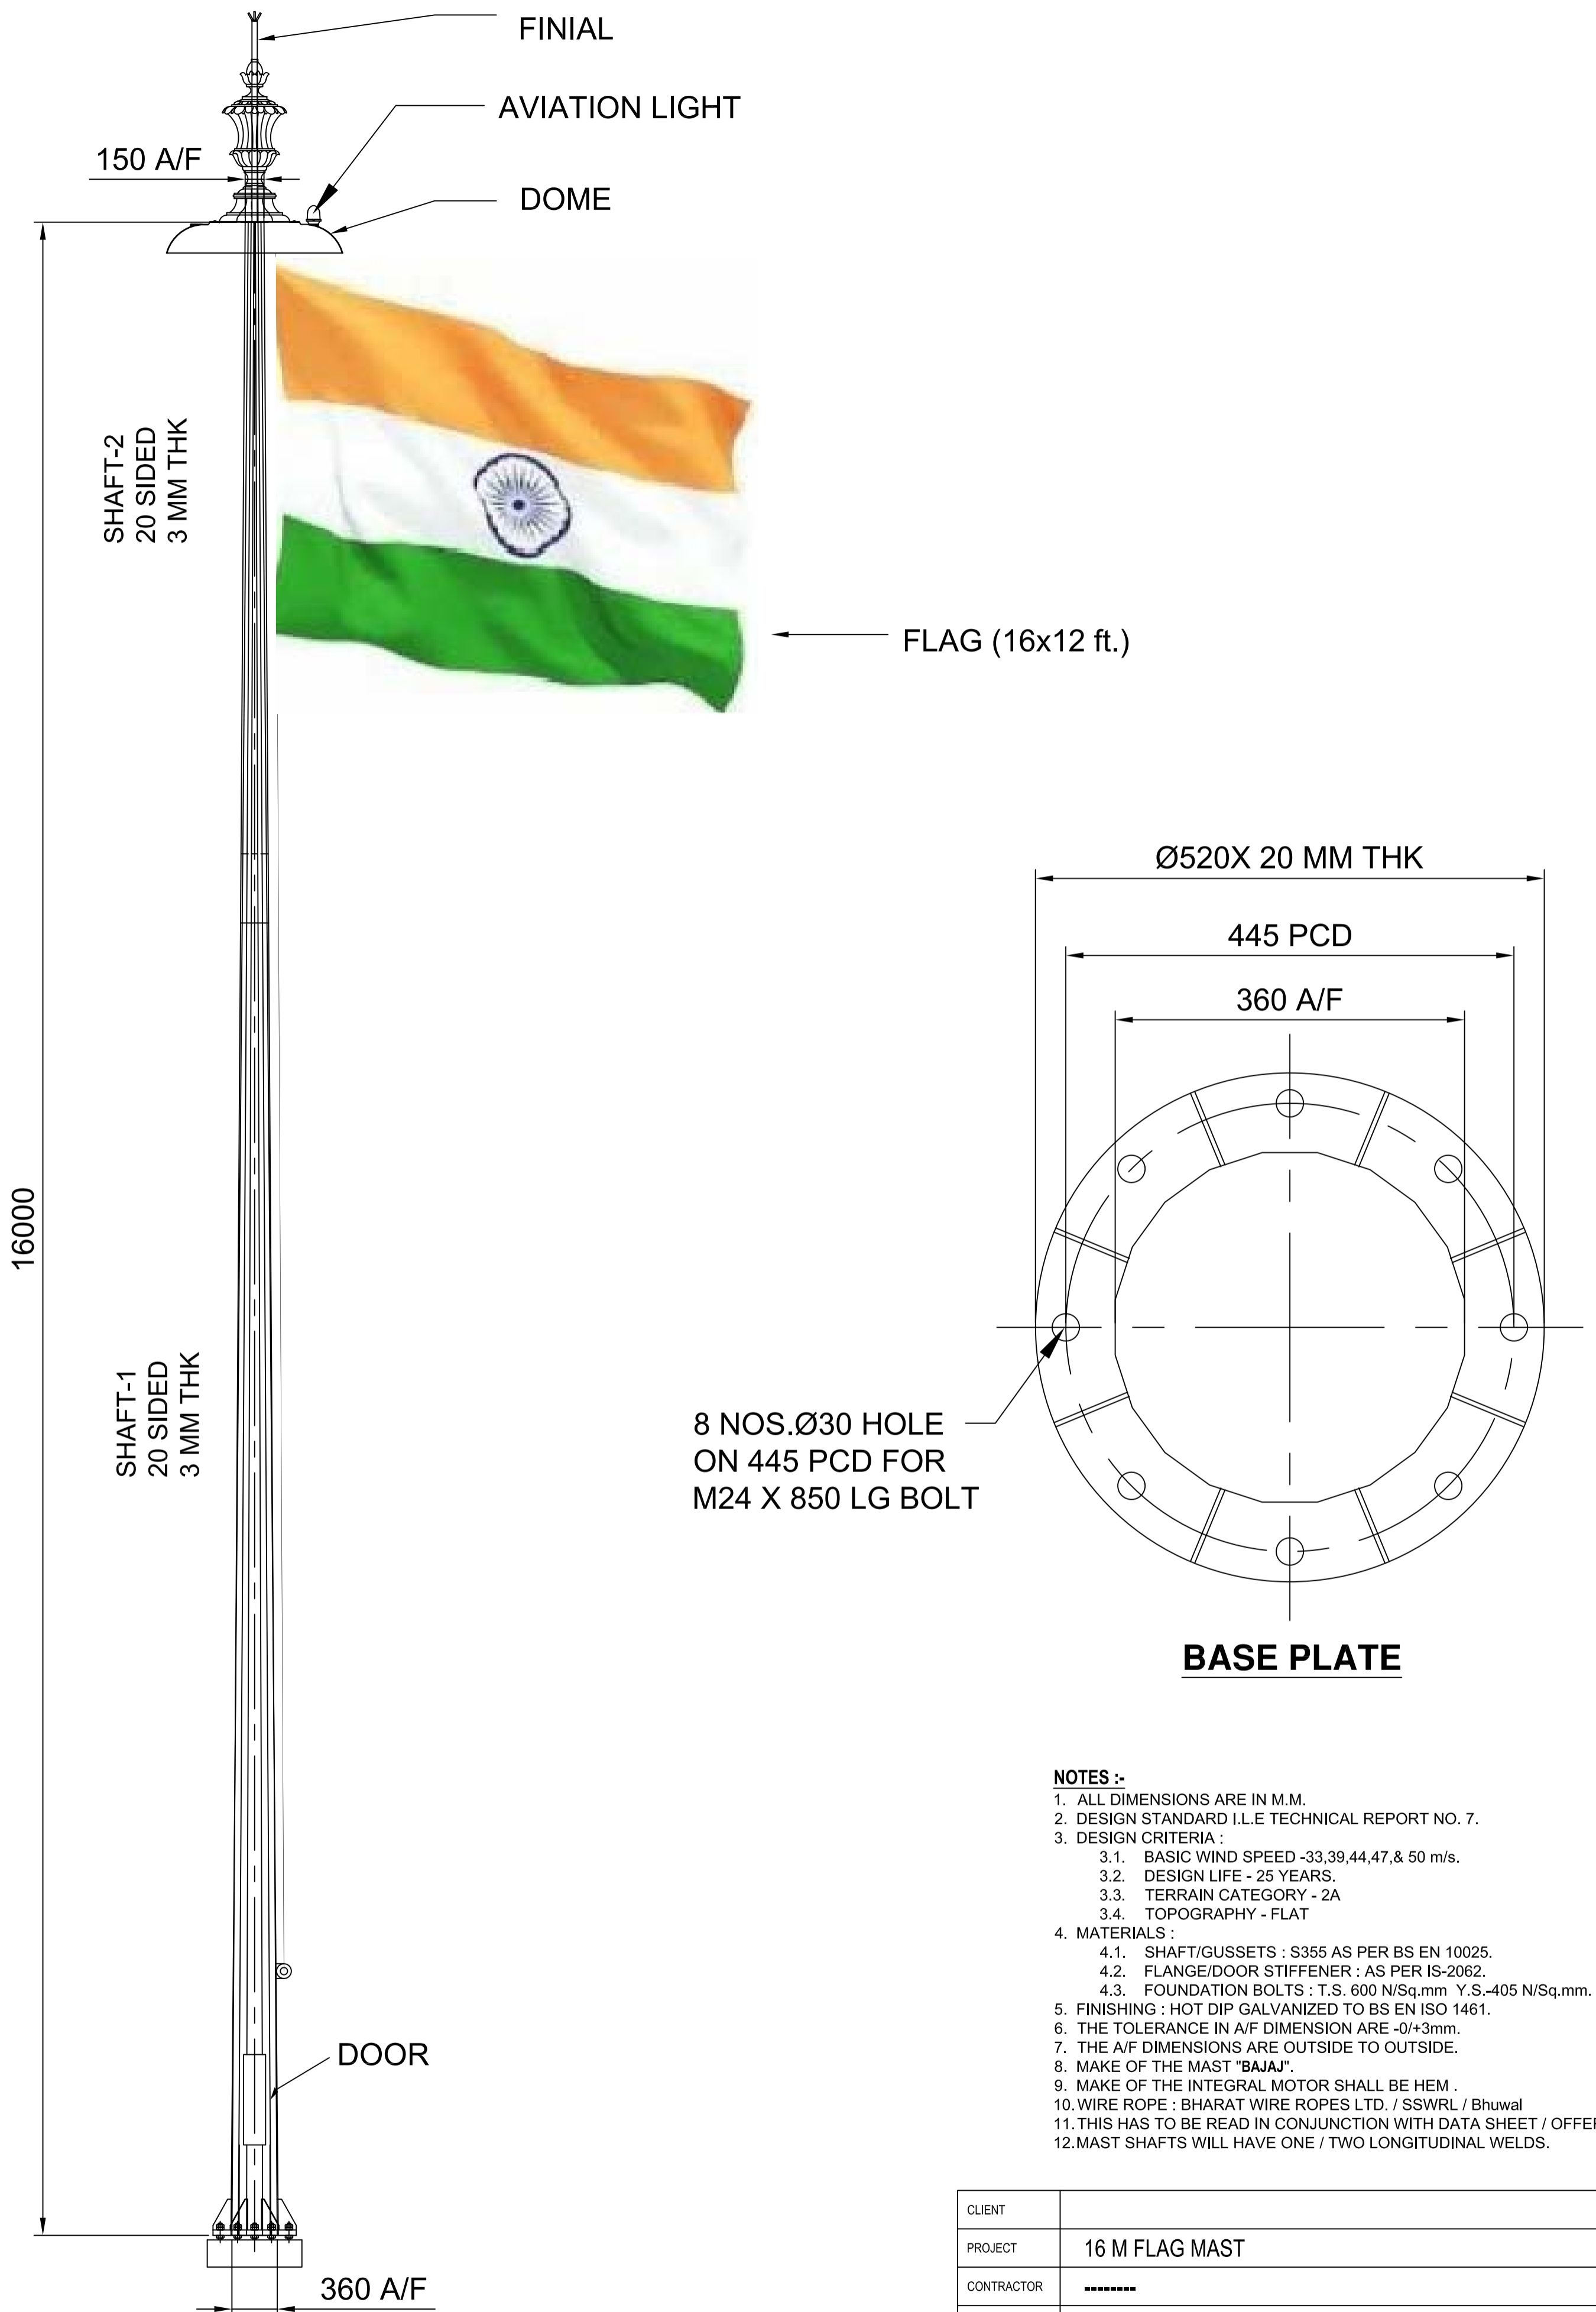 FINIAL
AVIATION LIGHT
150 A/F
DOME
SHAFT-2
20 SIDED
3 MM THK
FLAG (16x12 ft.)
16000
SHAFT-1
20 SIDED
3 MM THK
DOOR
360 A/F
Ø520X 20 MM THK
445 PCD
360 A/F
8 NOS.Ø30 HOLE
ON 445 PCD FOR
M24 X 850 LG BOLT
BASE PLATE
NOTES :-
1. ALL DIMENSIONS ARE IN M.M.
2. DESIGN STANDARD I.L.E TECHNICAL REPORT NO. 7.
3. DESIGN CRITERIA :
3.1. BASIC WIND SPEED -33,39,44,47,& 50 m/s.
3.2. DESIGN LIFE - 25 YEARS.
3.3. TERRAIN CATEGORY - 2A
3.4. TOPOGRAPHY - FLAT
4. MATERIALS :
4.1. SHAFT/GUSSETS : S355 AS PER BS EN 10025.
4.2. FLANGE/DOOR STIFFENER : AS PER IS-2062.
4.3. FOUNDATION BOLTS : T.S. 600 N/Sq.mm Y.S.-405 N/Sq.mm.
5. FINISHING : HOT DIP GALVANIZED TO BS EN ISO 1461.
6. THE TOLERANCE IN A/F DIMENSION ARE -0/+3mm.
7. THE A/F DIMENSIONS ARE OUTSIDE TO OUTSIDE.
8. MAKE OF THE MAST "BAJAJ".
9. MAKE OF THE INTEGRAL MOTOR SHALL BE HEM .
10. WIRE ROPE : BHARAT WIRE ROPES LTD. / SSWRL / Bhuwal
11. THIS HAS TO BE READ IN CONJUNCTION WITH DATA SHEET /
12. MAST SHAFTS WILL HAVE ONE / TWO LONGITUDINAL WELDS.
CLIENT
PROJECT 16 M FLAG MAST
CONTRACTOR --------